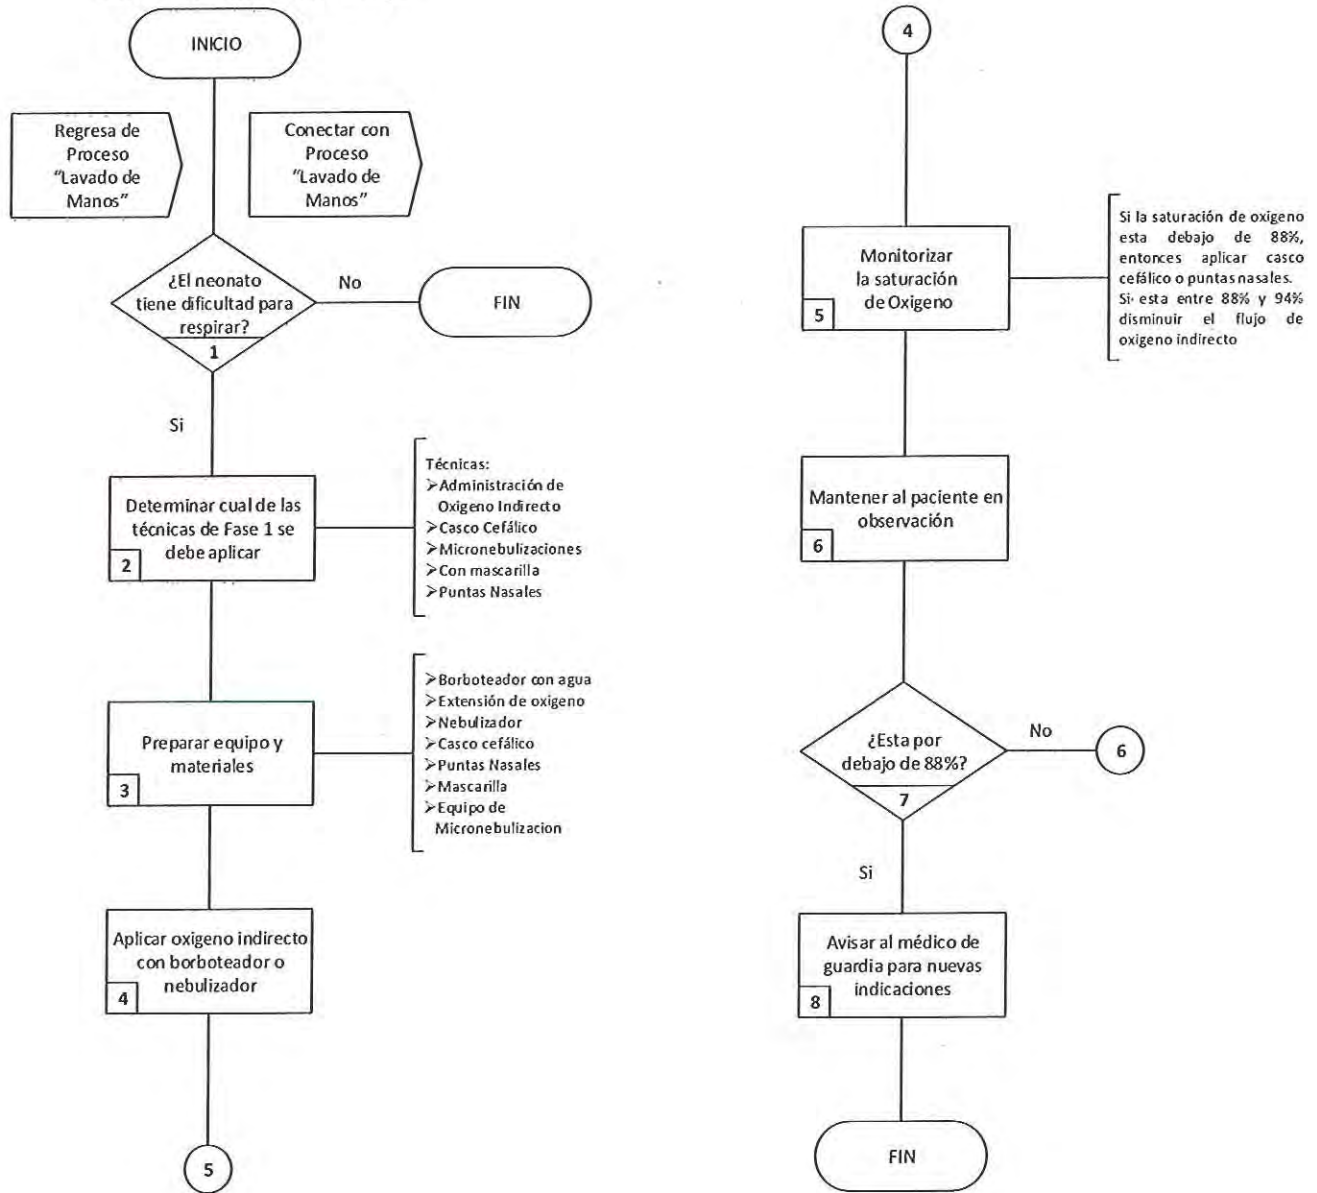 INICIO
Regresa de
Proceso
"Lavado de
Manos"
Conectar con
Proceso
"Lavado de
Manos"
¿El neonato
tiene dificultad para
respirar?
1
No
FIN
Si
Determinar cual de las
técnicas de Fase 1 se
debe aplicar
2
Técnicas:
➢Administración de
Oxigeno Indirecto
➢Casco Cefálico
➢Micronebulizaciones
➢Con mascarilla
➢Puntas Nasales
Preparar equipo y
materiales
3
➢Borboteador con agua
➢Extensión de oxigeno
➢Nebulizador
➢Casco cefálico
➢Puntas Nasales
➢Mascarilla
➢Equipo de
Micronebulizacion
Aplicar oxigeno indirecto
con borboteador o
nebulizador
4
5
4
Monitorizar
la saturación
de Oxigeno
5
Si la saturación de oxigeno
esta debajo de 88%,
entonces aplicar casco
cefálico o puntas nasales.
Si esta entre 88% y 94%
disminuir el flujo de
oxigeno indirecto
Mantener al paciente en
observación
6
¿Esta por
debajo de 88%?
7
No
6
Si
Avisar al médico de
guardia para nuevas
indicaciones
8
FIN